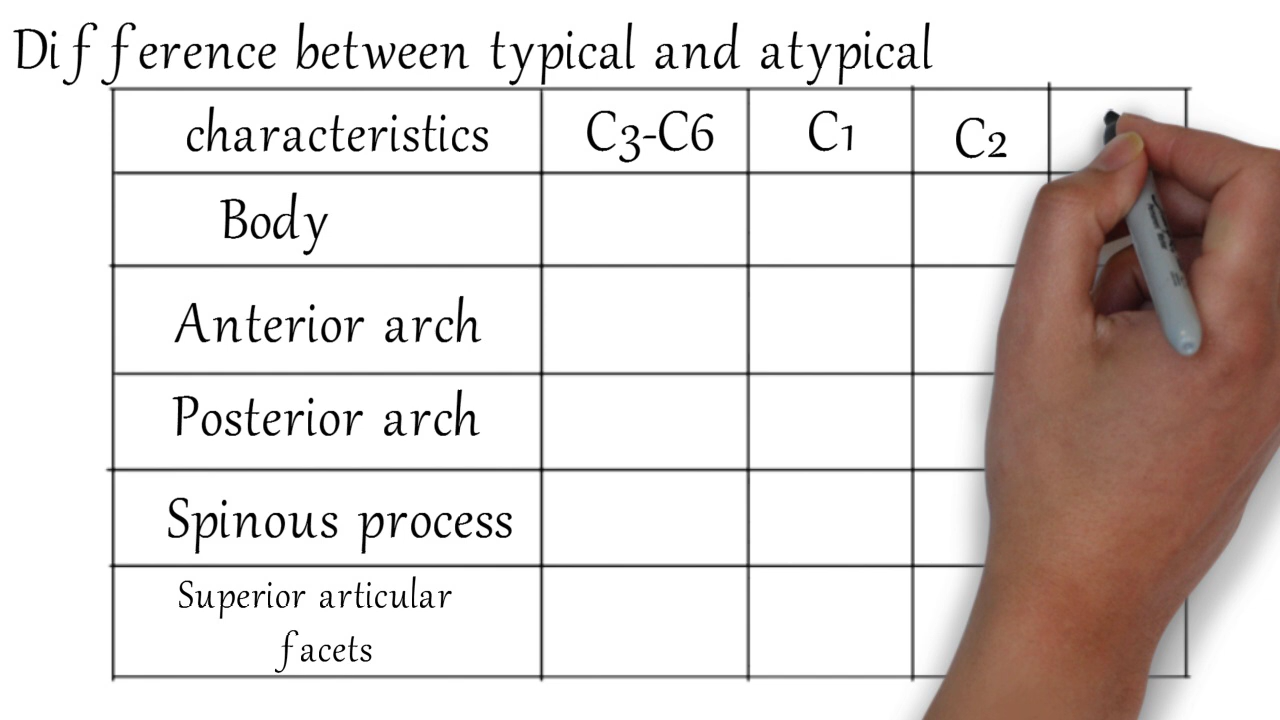 Difference between typical and atypical
characteristics C3-C6 C1 C2
Body
Anterior arch
Posterior arch
Spinous process
Superior articular
facets